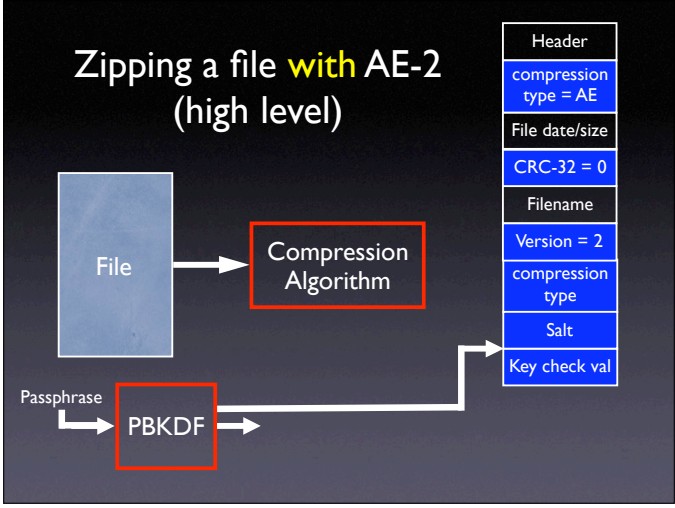 Zipping a file with AE-2
(high level)
File
Compression
Algorithm
Passphrase
PBKDF
Header
compression
type = AE
File date/size
CRC-32 = 0
Filename
Version = 2
compression
type
Salt
Key check val